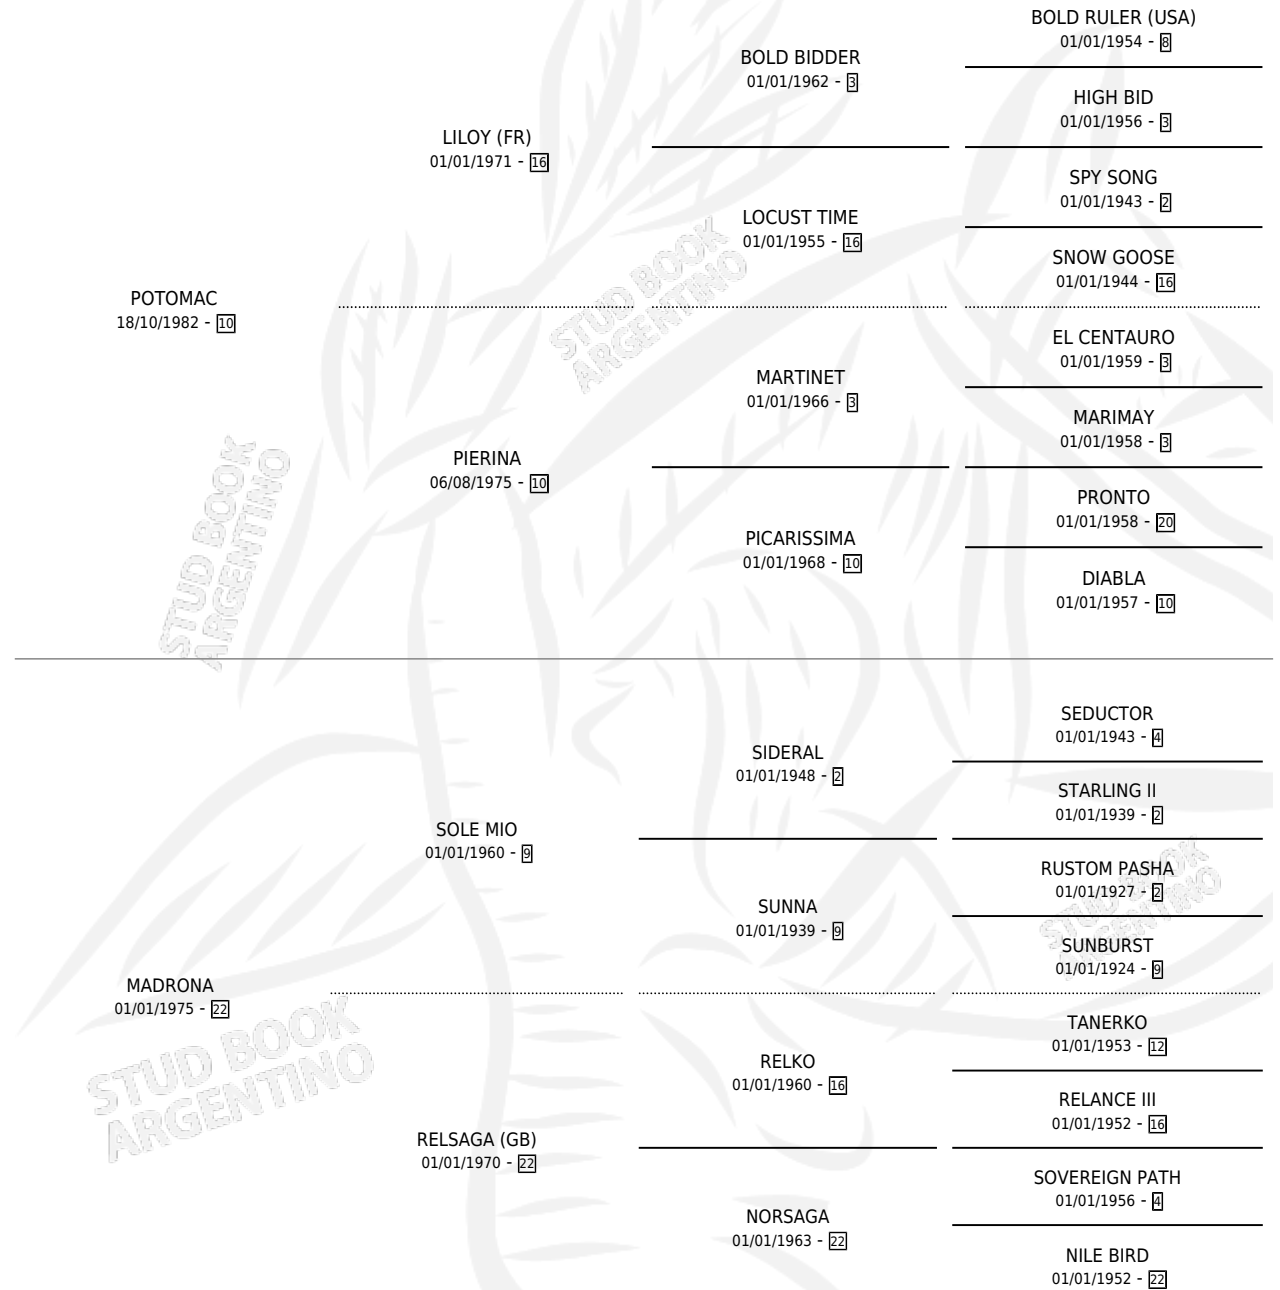 BOLD RULER (USA)
01/01/1954 - 8
BOLD BIDDER
01/01/1962 - 3
HIGH BID
01/01/1956 - 3
LILOY (FR)
01/01/1971 - 16
SPY SONG
01/01/1943 - 2
LOCUST TIME
01/01/1955 - 16
SNOW GOOSE
01/01/1944 - 16
POTOMAC
18/10/1982 - 10
EL CENTAURO
01/01/1959 - 3
MARTINET
01/01/1966 - 3
MARIMAY
01/01/1958 - 3
PIERINA
06/08/1975 - 10
PRONTO
01/01/1958 - 20
PICARISSIMA
01/01/1968 - 10
DIABLA
01/01/1957 - 10
STUD BOOK
ARGENTINO
STUD BOOK
ARGENTINO
SEDUCTOR
01/01/1943 - 4
SIDERAL
01/01/1948 - 2
STARLING II
01/01/1939 - 2
SOLE MIO
01/01/1960 - 9
RUSTOM PASHA
01/01/1927 - 2
SUNNA
01/01/1939 - 9
SUNBURST
01/01/1924 - 9
STUD BOOK
ARGENTINO
MADRONA
01/01/1975 - 22
TANERKO
01/01/1953 - 12
RELKO
01/01/1960 - 16
RELANCE III
01/01/1952 - 16
STUD BOOK
ARGENTINO
RELSAGA (GB)
01/01/1970 - 22
SOVEREIGN PATH
01/01/1956 - 4
NORSAGA
01/01/1963 - 22
NILE BIRD
01/01/1952 - 22